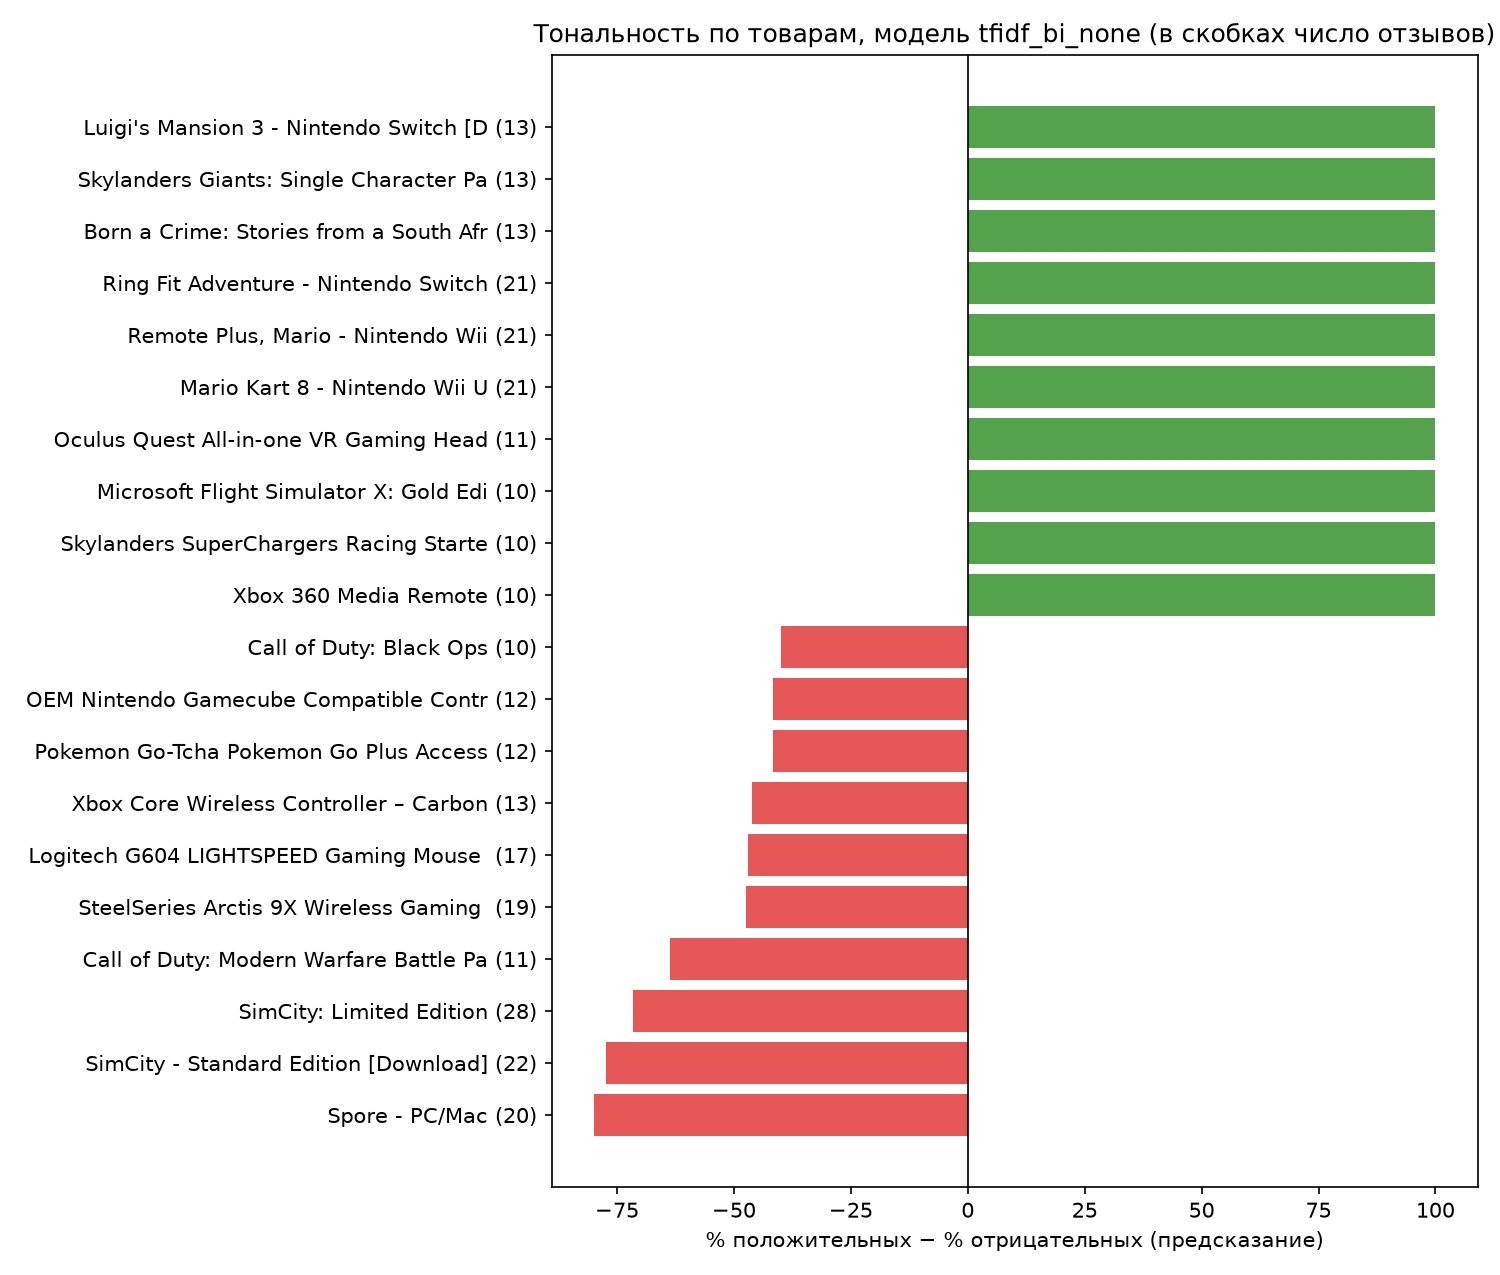 Тональность по товарам, модель tfidf_bi_none (в скобках число отзывов)
Luigi's Mansion 3 - Nintendo Switch [D (13)
Skylanders Giants: Single Character Pa (13)
Born a Crime: Stories from a South Afr (13)
Ring Fit Adventure - Nintendo Switch (21)
Remote Plus, Mario - Nintendo Wii (21)
Mario Kart 8 - Nintendo Wii U (21)
Oculus Quest All-in-one VR Gaming Head (11)
Microsoft Flight Simulator X: Gold Edi (10)
Skylanders SuperChargers Racing Starte (10)
Xbox 360 Media Remote (10)
Call of Duty: Black Ops (10)
OEM Nintendo Gamecube Compatible Contr (12)
Pokemon Go-Tcha Pokemon Go Plus Access (12)
Xbox Core Wireless Controller – Carbon (13)
Logitech G604 LIGHTSPEED Gaming Mouse  (17)
SteelSeries Arctis 9X Wireless Gaming  (19)
Call of Duty: Modern Warfare Battle Pa (11)
SimCity: Limited Edition (28)
SimCity - Standard Edition [Download] (22)
Spore - PC/Mac (20)
−75 −50 −25 0 25 50 75 100
% положительных − % отрицательных (предсказание)